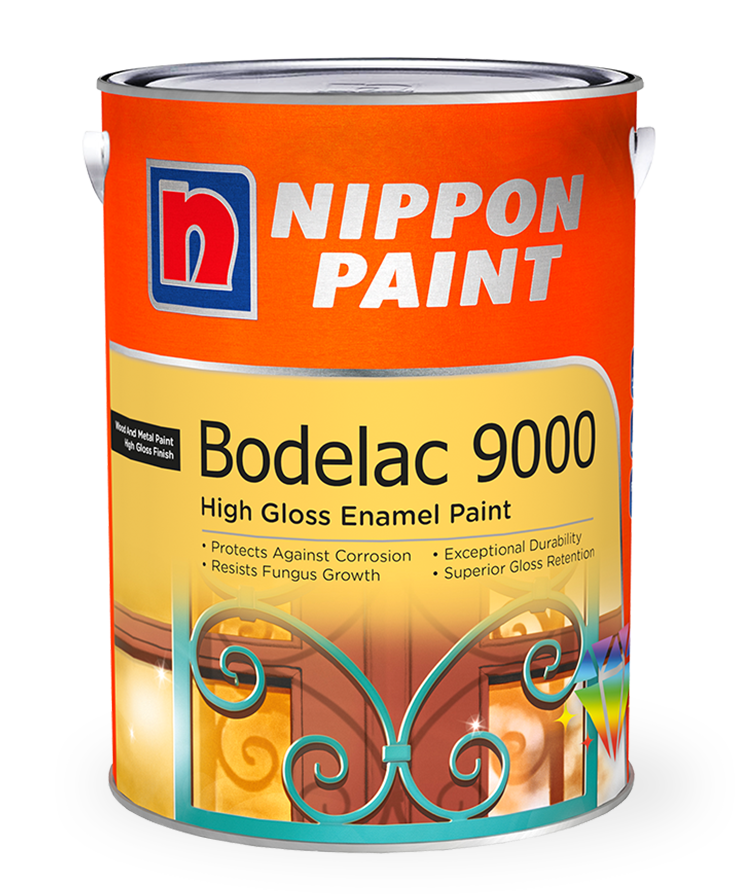 n NIPPON
PAINT
Wood And Metal Paint
High Gloss Finish
Bodelac 9000
High Gloss Enamel Paint
• Protects Against Corrosion
• Resists Fungus Growth
• Exceptional Durability
• Superior Gloss Retention